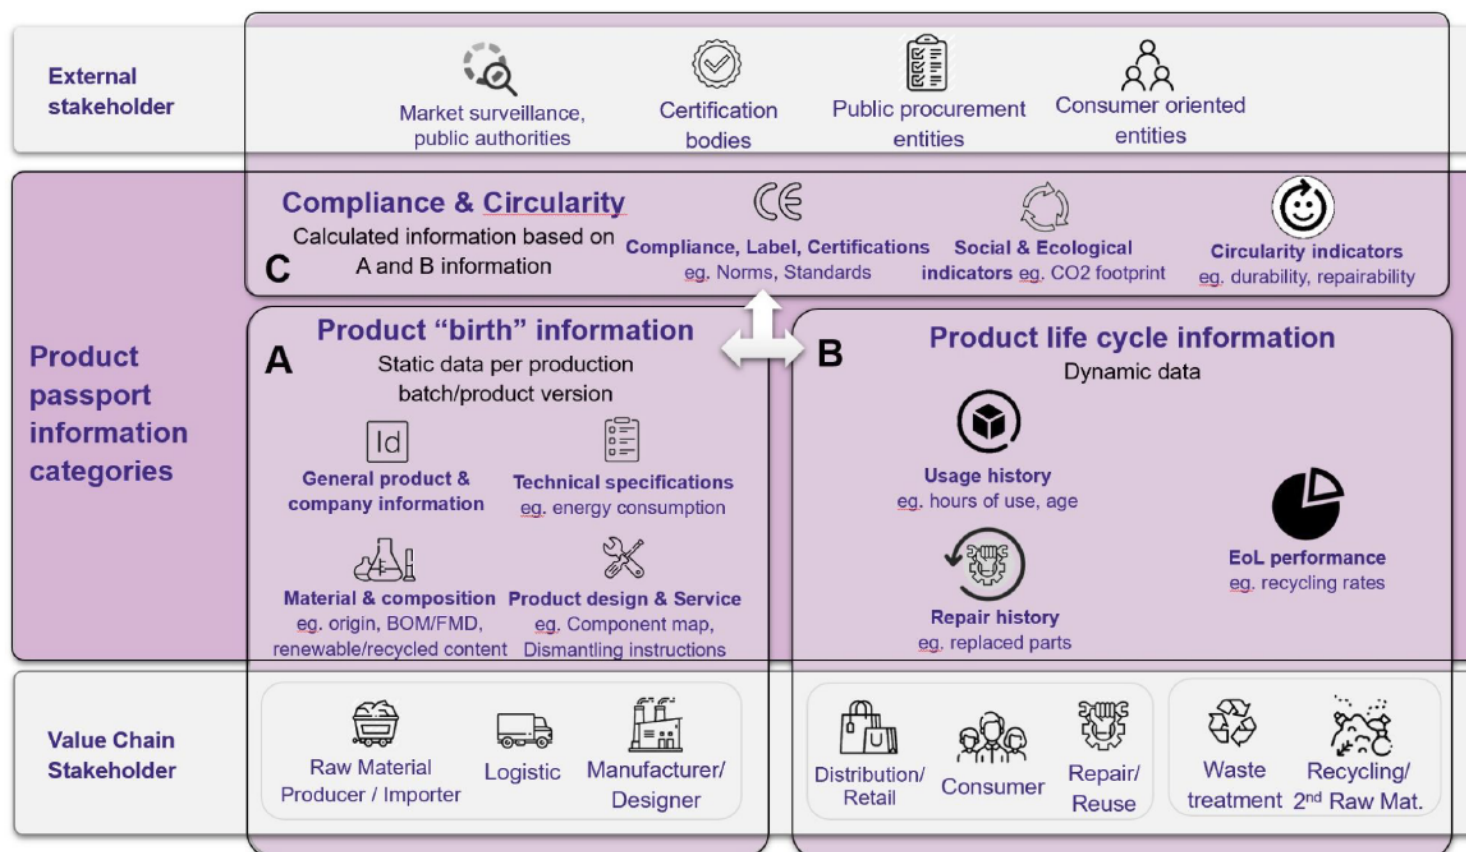 External
stakeholder
Market surveillance,
public authorities
Certification
bodies
Public procurement
entities
Consumer oriented
entities
Product
passport
information
categories
Compliance & Circularity
Calculated information based on
A and B information
C
CE
Compliance, Label, Certifications
eg. Norms, Standards
Social & Ecological
indicators eg. CO2 footprint
Circularity indicators
eg. durability, repairability
A
Product “birth” information
Static data per production
batch/product version
Id
General product &
company information
Technical specifications
eg. energy consumption
Material & composition
eg. origin, BOM/FMD,
renewable/recycled content
Product design & Service
eg. Component map,
Dismantling instructions
B
Product life cycle information
Dynamic data
Usage history
eg. hours of use, age
Repair history
eg. replaced parts
EoL performance
eg. recycling rates
Value Chain
Stakeholder
Raw Material
Producer / Importer
Logistic
Manufacturer/
Designer
Distribution/
Retail
Consumer
Repair/
Reuse
Waste
treatment
Recycling/
2nd Raw Mat.